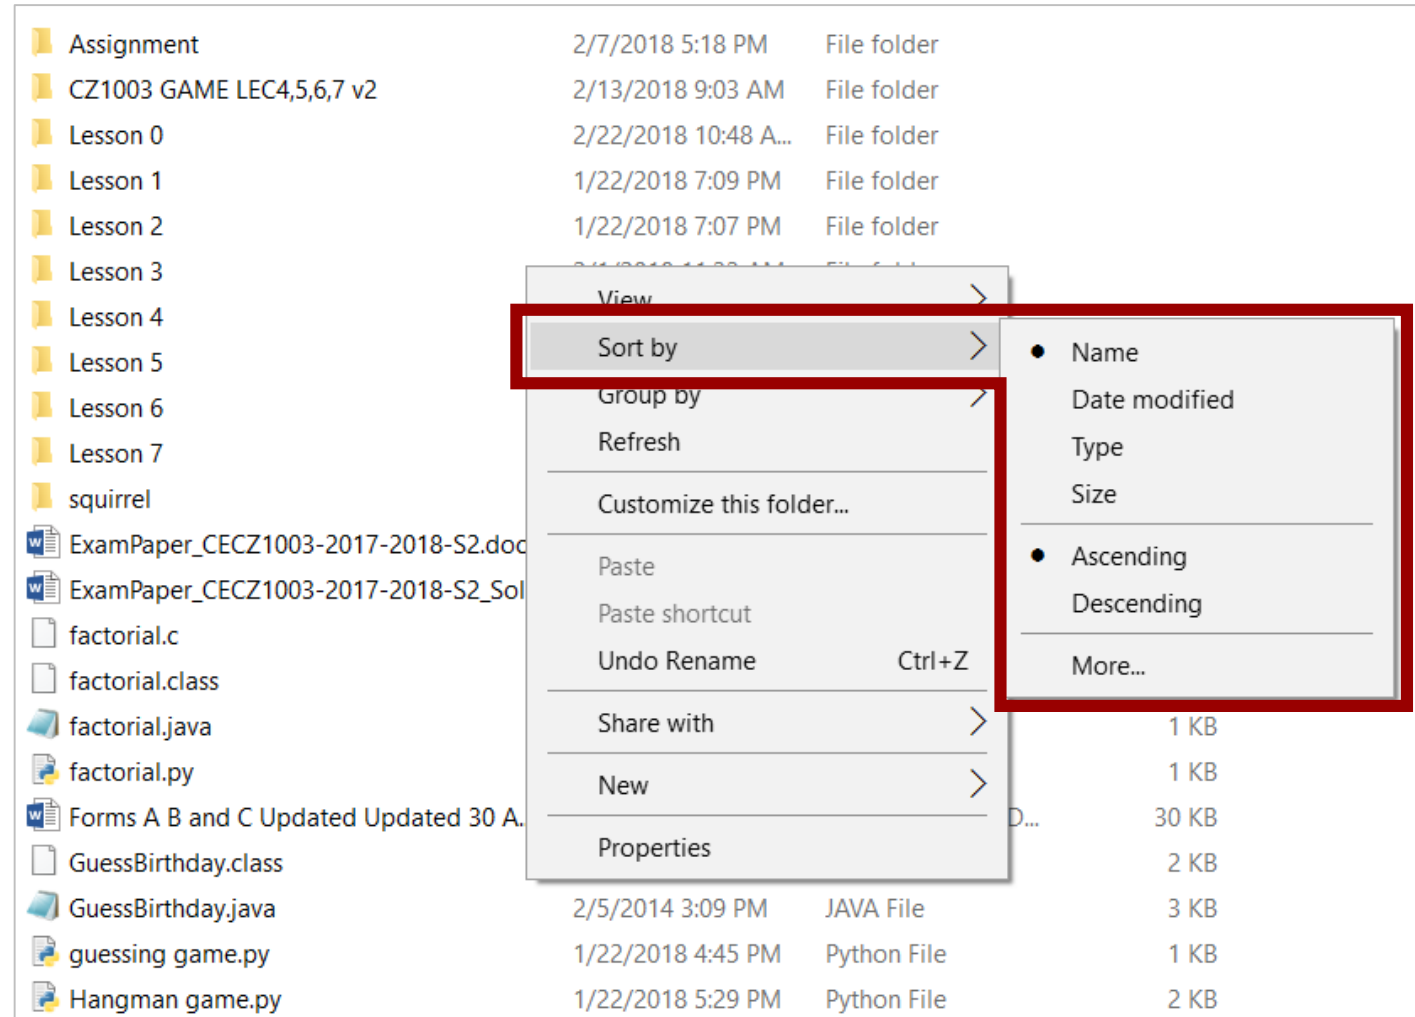 Assignment 2/7/2018 5:18 PM File folder
CZ1003 GAME LEC4,5,6,7 v2 2/13/2018 9:03 AM File folder
Lesson 0 2/22/2018 10:48 A... File folder
Lesson 1 1/22/2018 7:09 PM File folder
Lesson 2 1/22/2018 7:07 PM File folder
Lesson 3
Lesson 4
Lesson 5
Lesson 6
Lesson 7
squirrel
ExamPaper_CECZ1003-2017-2018-S2.doc
ExamPaper_CECZ1003-2017-2018-S2_Sol
factorial.c
factorial.class
factorial.java 1 KB
factorial.py 1 KB
Forms A B and C Updated Updated 30 A... D... 30 KB
GuessBirthday.class 2 KB
GuessBirthday.java 2/5/2014 3:09 PM JAVA File 3 KB
guessing game.py 1/22/2018 4:45 PM Python File 1 KB
Hangman game.py 1/22/2018 5:29 PM Python File 2 KB
View
Sort by
Group by
Refresh
Customize this folder...
Paste
Paste shortcut
Undo Rename Ctrl+Z
Share with
New
Properties
Name
Date modified
Type
Size
Ascending
Descending
More...